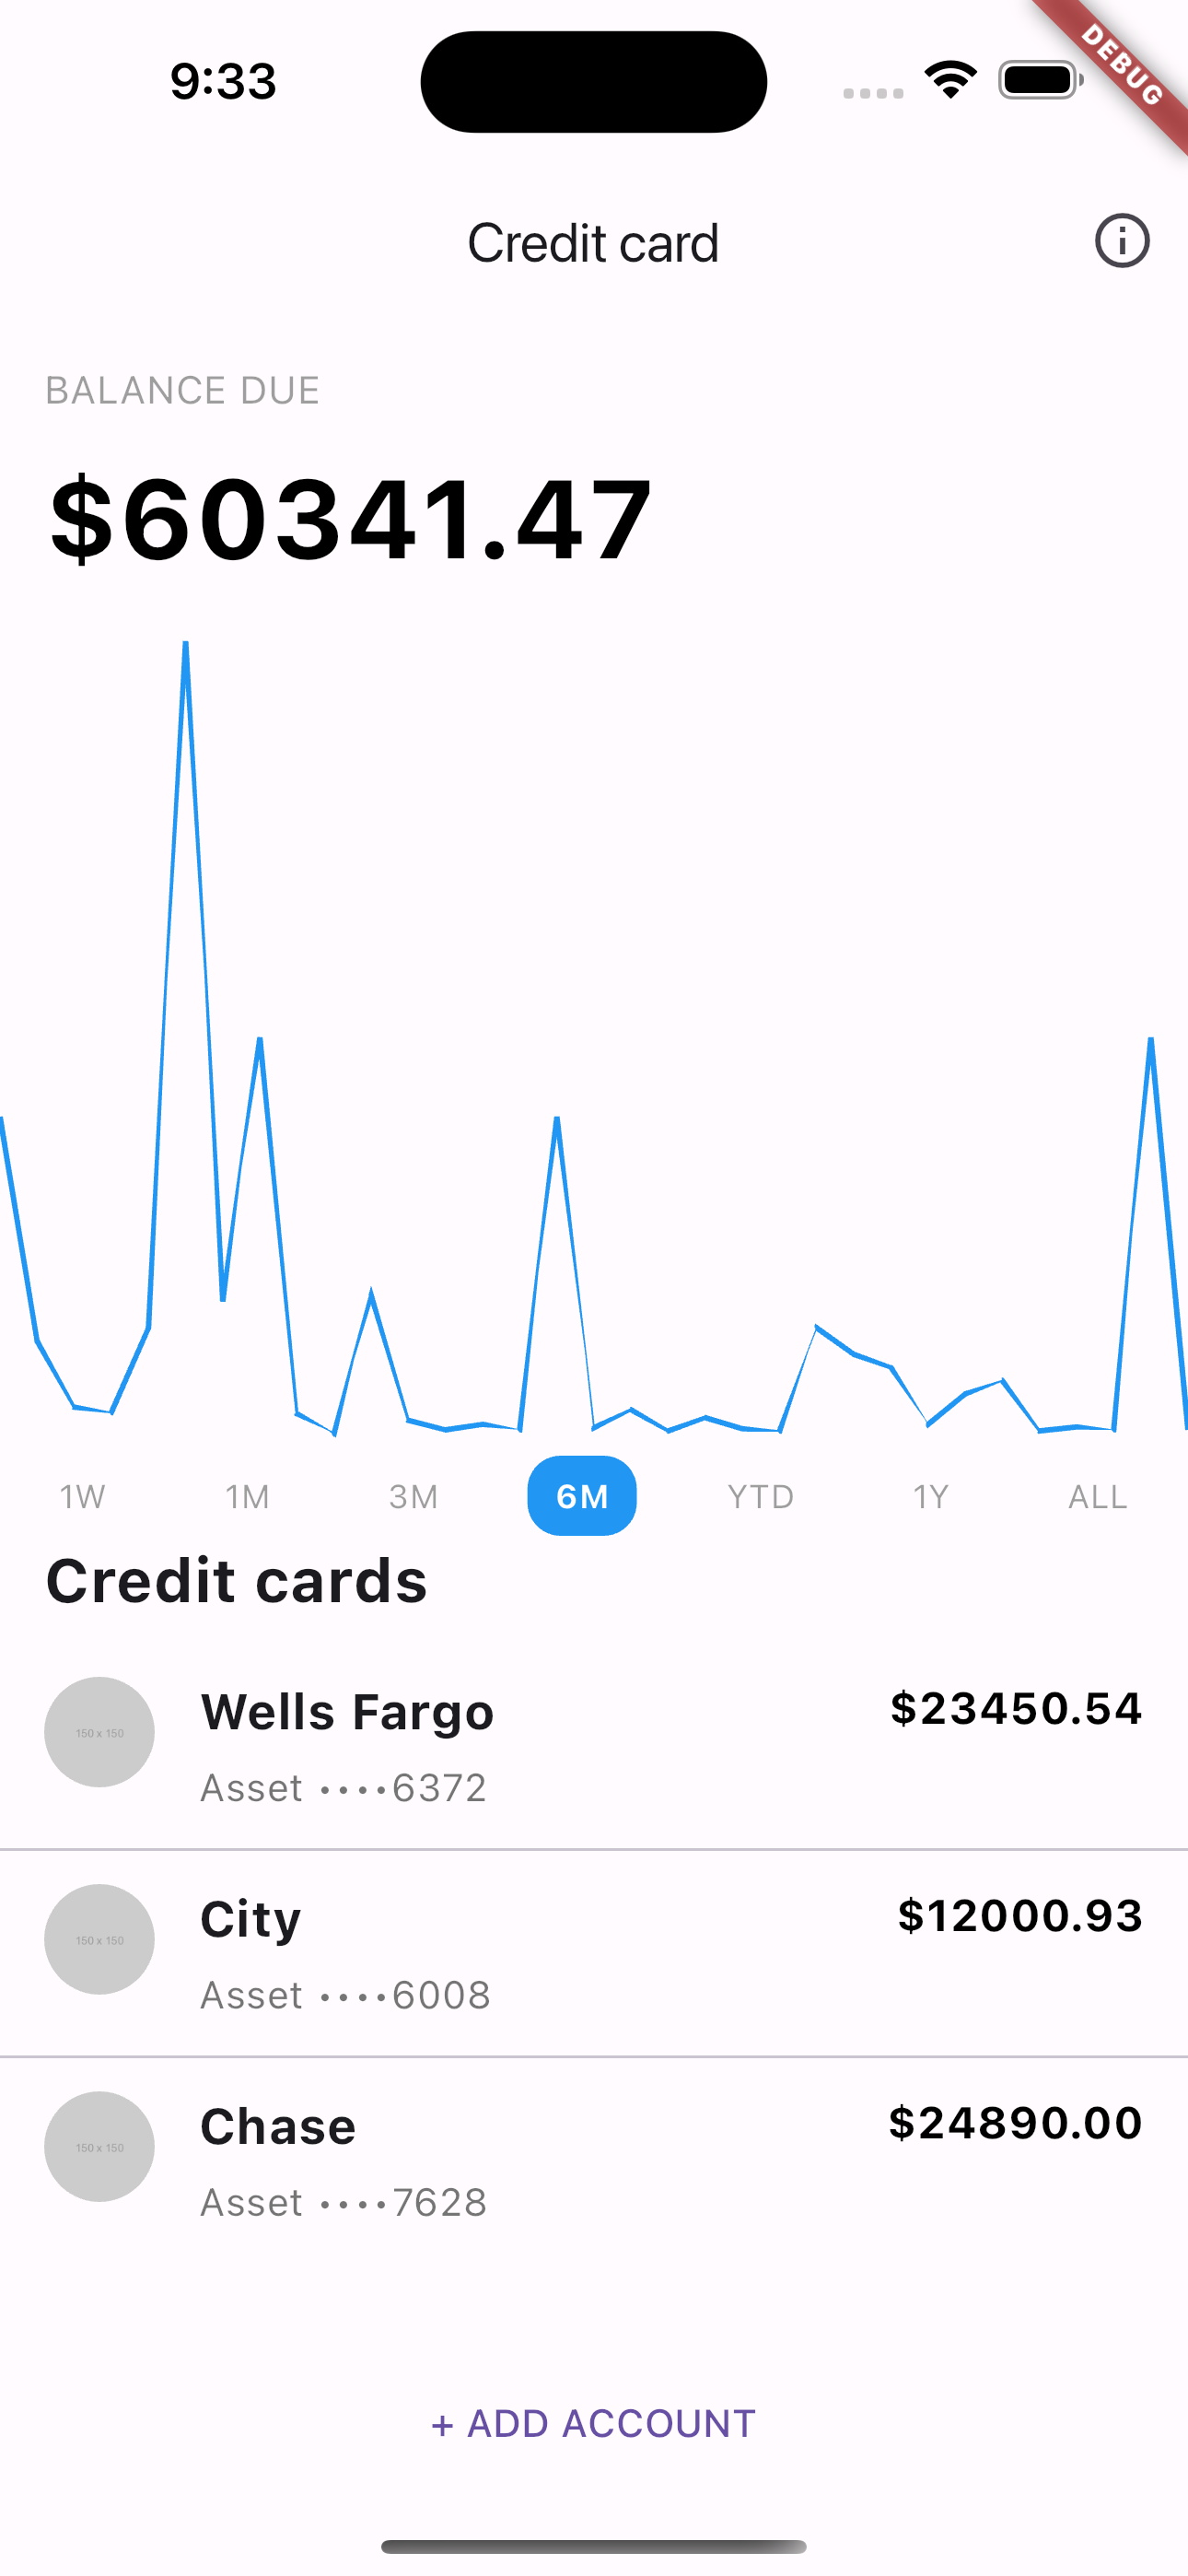 9:33
DEBUG
Credit card
BALANCE DUE
$60341.47
1W 1M 3M 6M YTD 1Y ALL
Credit cards
150 x 150
Wells Fargo
$23450.54
Asset ••••6372
150 x 150
City
$12000.93
Asset ••••6008
150 x 150
Chase
$24890.00
Asset ••••7628
+ ADD ACCOUNT